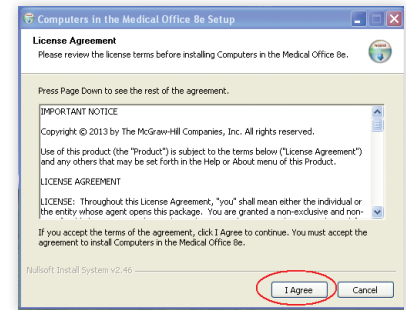 Computers in the Medical Office 8e Setup
License Agreement
Please review the license terms before installing Computers in the Medical Office 8e.
Press Page Down to see the rest of the agreement.
IMPORTANT NOTICE
Copyright © 2013 by The McGraw-Hill Companies, Inc. All rights reserved.
Use of this product (the "Product") is subject to the terms below ("License Agreement")
and any others that may be set forth in the Help or About menu of this Product.
LICENSE AGREEMENT
LICENSE: Throughout this License Agreement, "you" shall mean either the individual or
the entity whose agent opens this package. You are granted a non-exclusive and non-
If you accept the terms of the agreement, click I Agree to continue. You must accept the
agreement to install Computers in the Medical Office 8e.
Nullsoft Install System v2.46
I Agree
Cancel